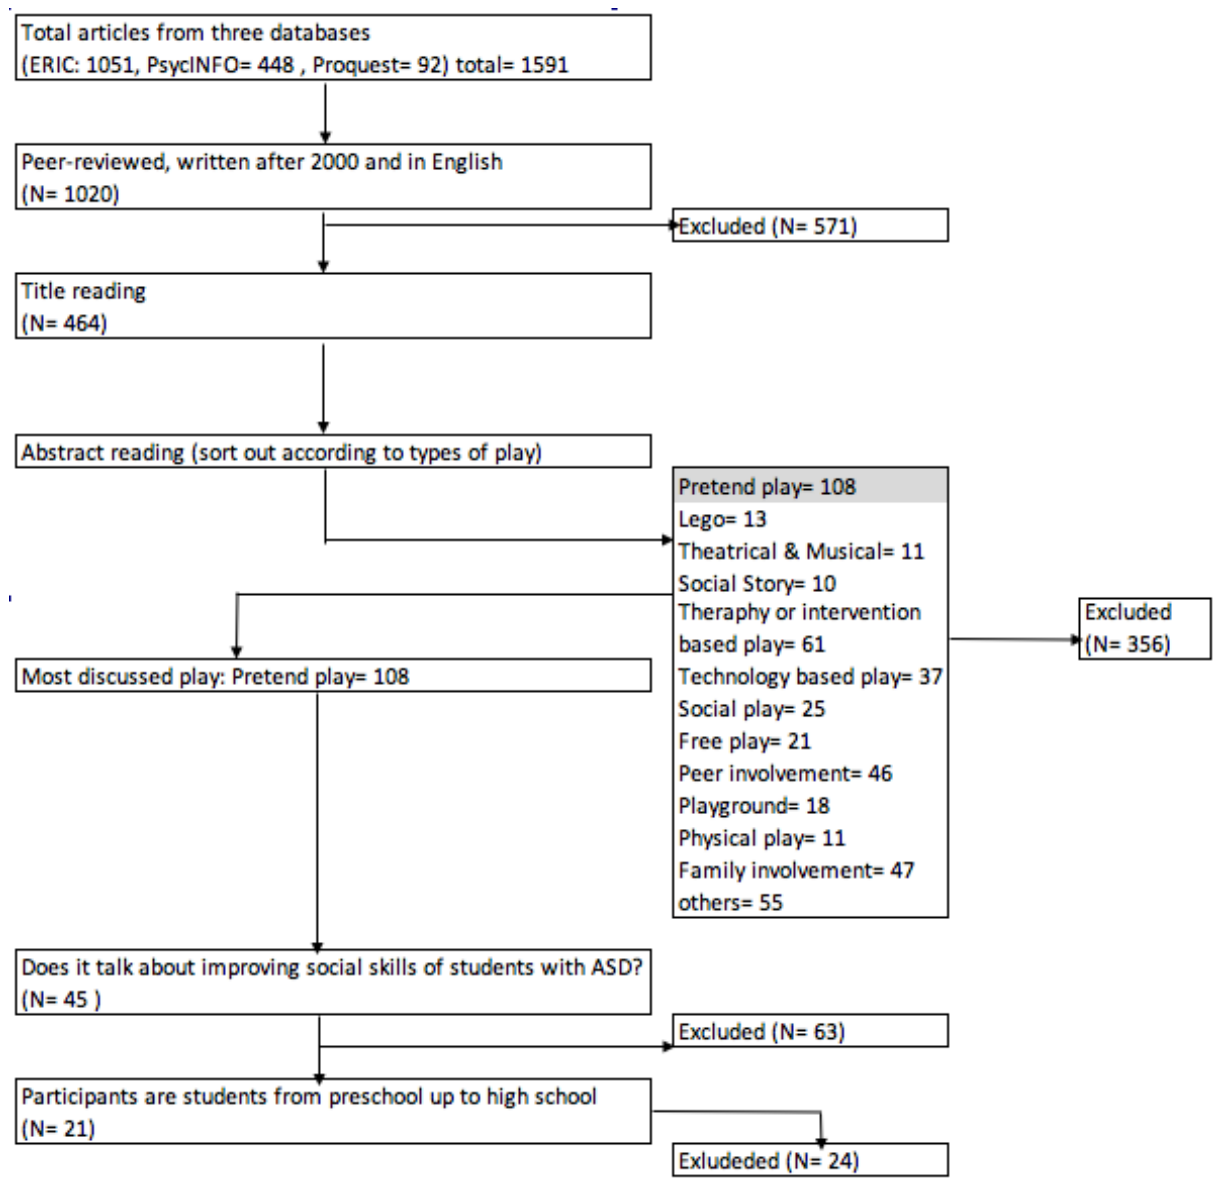 Total articles from three databases
(ERIC: 1051, PsycINFO= 448 , Proquest= 92) total= 1591
Peer-reviewed, written after 2000 and in English
(N= 1020)
Excluded (N= 571)
Title reading
(N= 464)
Abstract reading (sort out according to types of play)
Pretend play= 108
Lego= 13
Theatrical & Musical= 11
Social Story= 10
Theraphy or intervention
based play= 61
Technology based play= 37
Social play= 25
Free play= 21
Peer involvement= 46
Playground= 18
Physical play= 11
Family involvement= 47
others= 55
Excluded
(N= 356)
Most discussed play: Pretend play= 108
Does it talk about improving social skills of students with ASD?
(N= 45 )
Excluded (N= 63)
Participants are students from preschool up to high school
(N= 21)
Exludeded (N= 24)